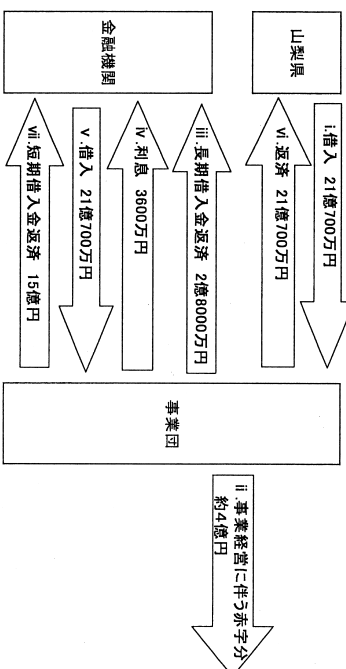 山梨県
i.借入 21億700万円
vi.返済 21億700万円
金融機関
iii.長期借入金返済 2億8000万円
iv.利息 3600万円
v.借入 21億700万円
vii.短期借入金返済 15億円
事業団
ii.事業経営に伴う赤字分
約4億円